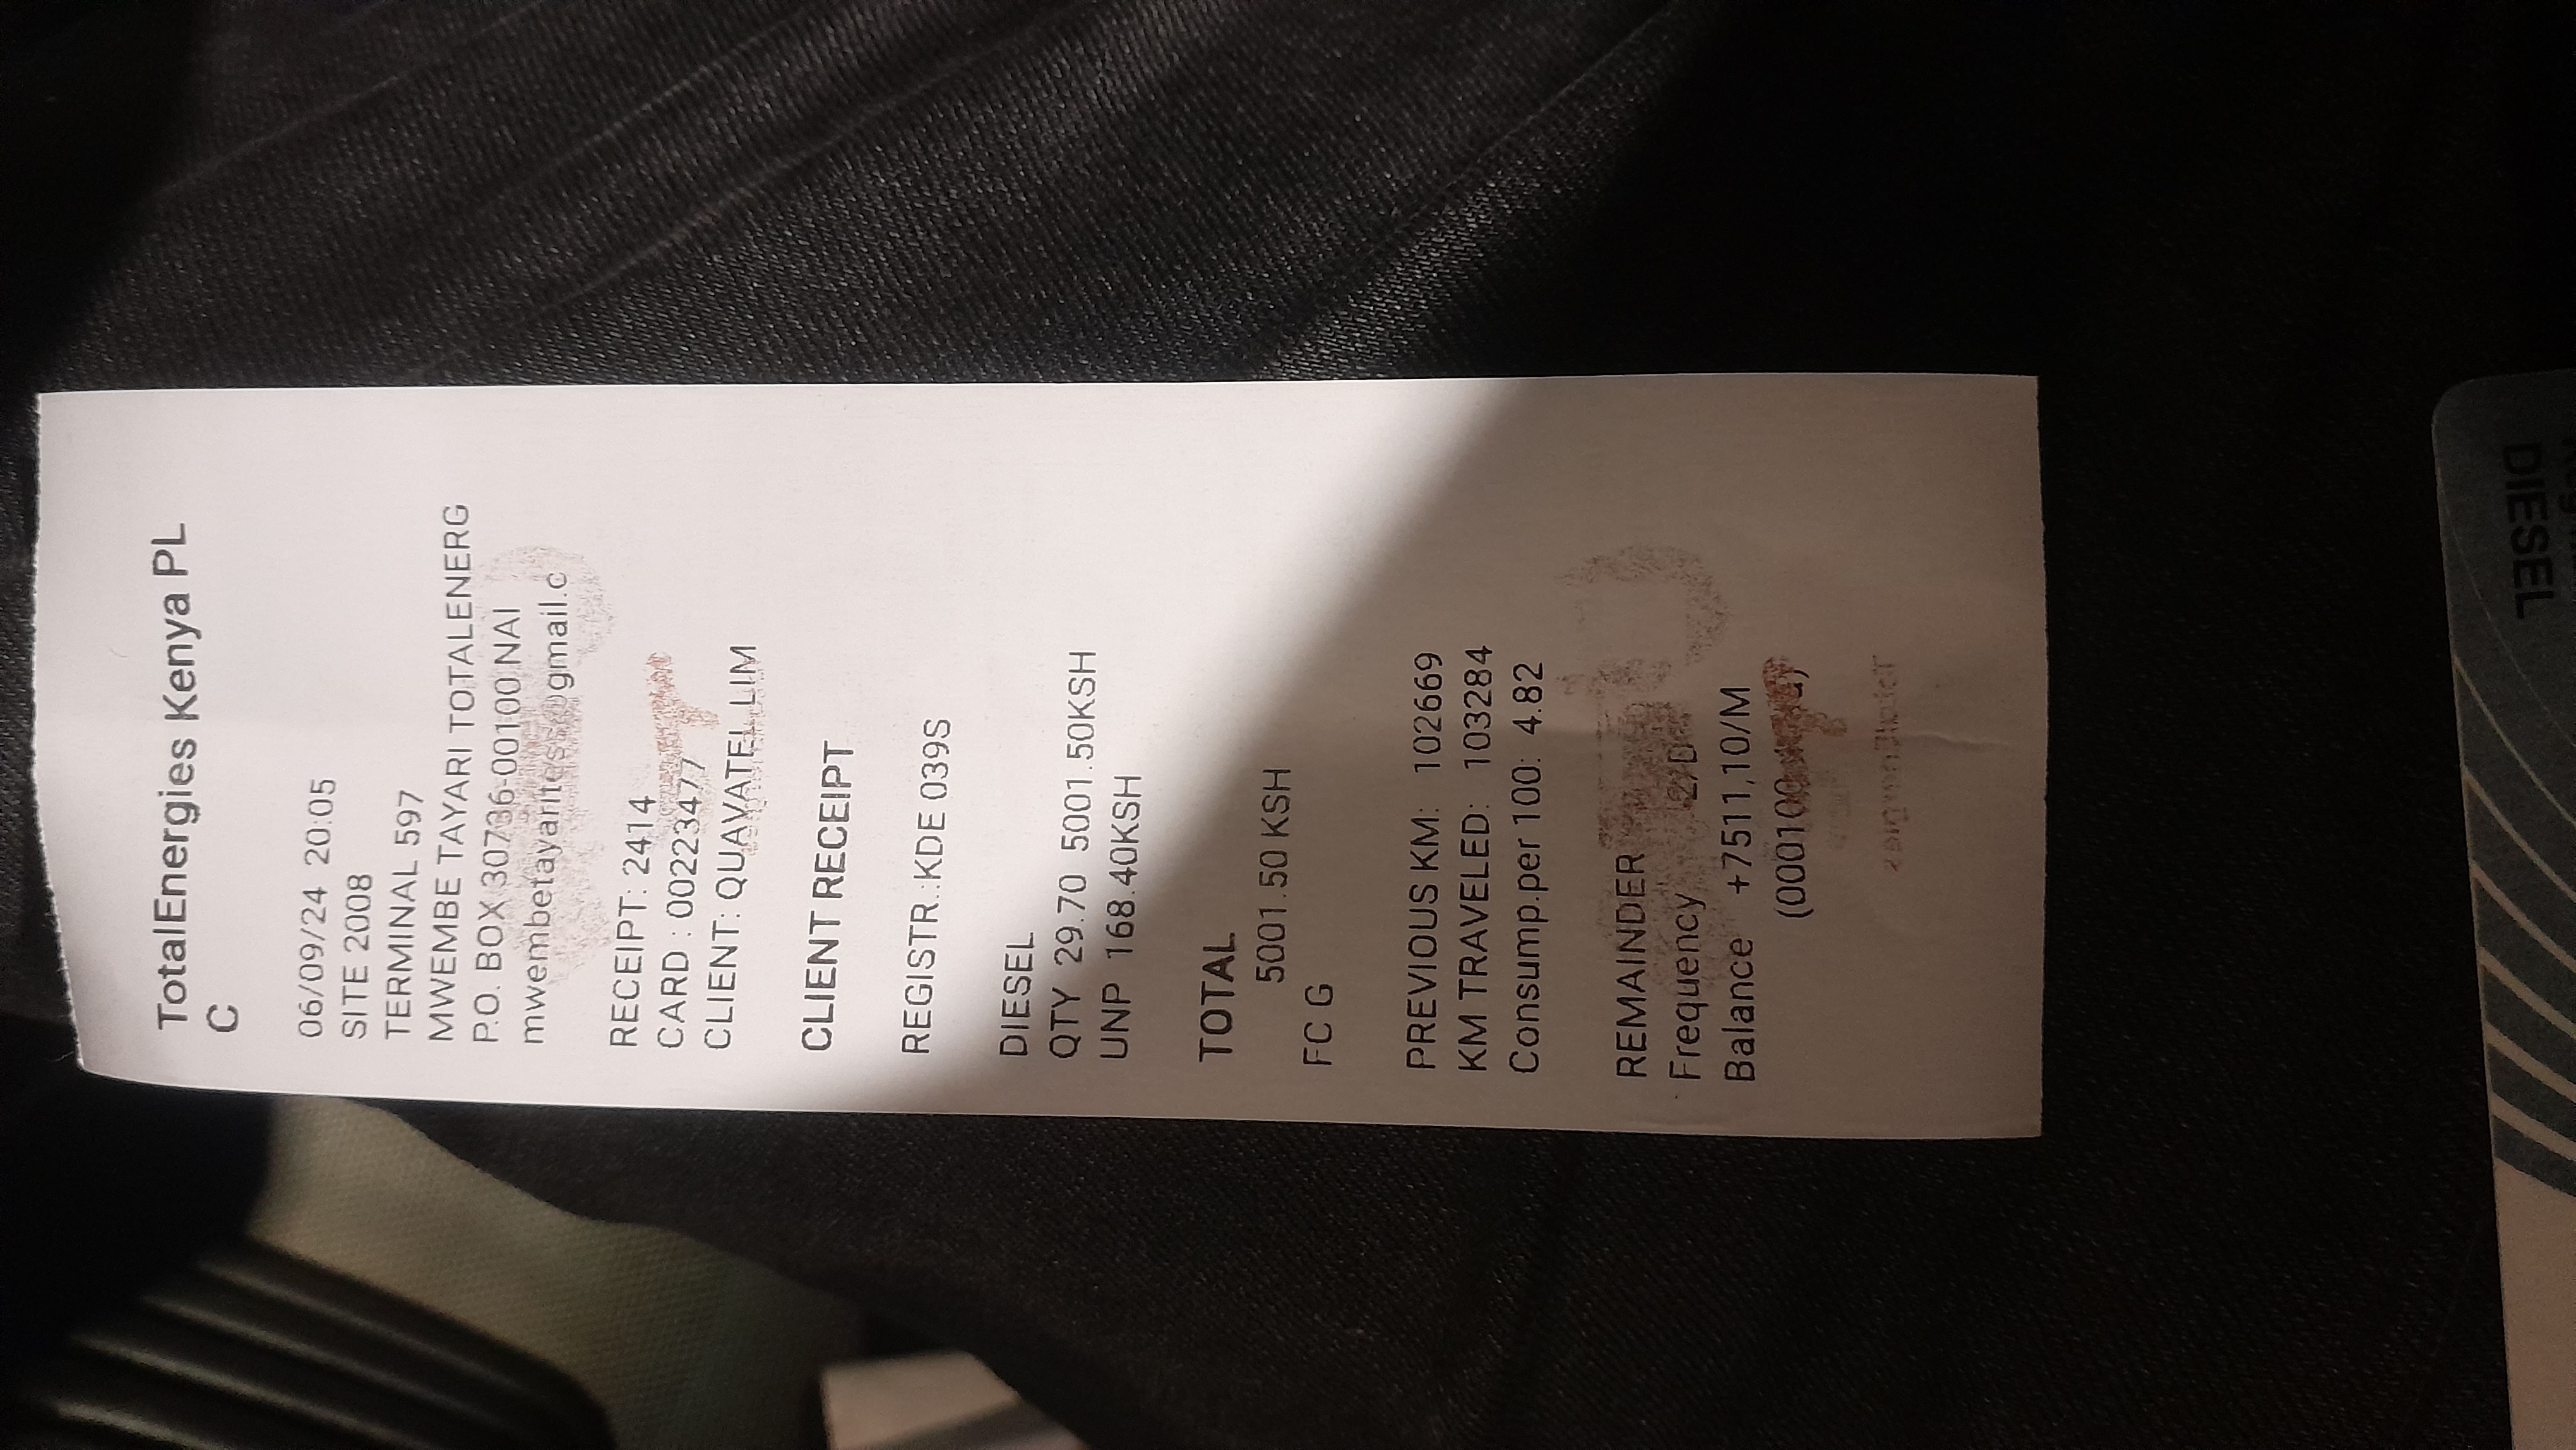 TotalEnergies Kenya PL
C
06/09/24 20:05
SITE 2008
TERMINAL 597
MWEMBE TAYARI TOTALENERG
P.O. BOX 30736-00100 NAI
RECEIPT: 2414
CARD : 00223477
CLIENT: QUAVATEL LIM
CLIENT RECEIPT
REGISTR.:KDE 039S
DIESEL
QTY 29.70 5001.50KSH
UNP 168.40KSH
TOTAL
5001.50 KSH
FC G
PREVIOUS KM: 102669
KM TRAVELED: 103284
Consump.per 100: 4.82
REMAINDER
Frequency 2/D
Balance +7511,10/M
DIESEL